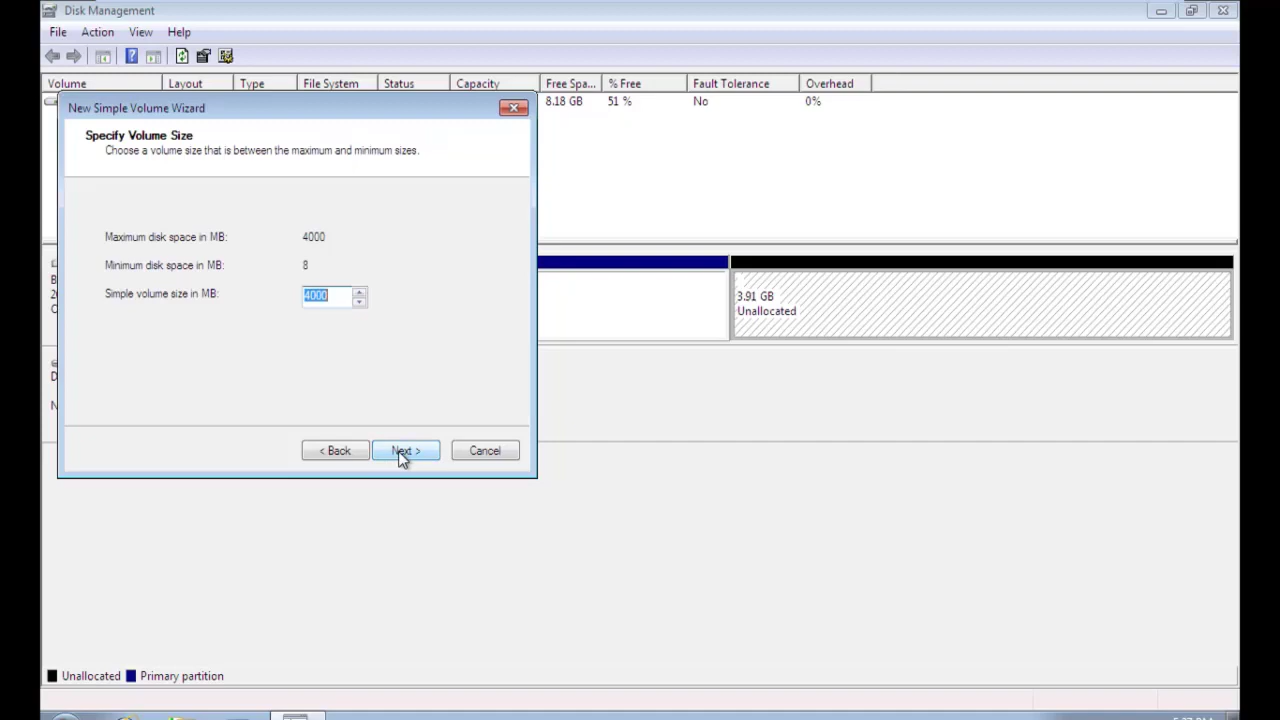 Disk Management
File Action View Help
Volume Layout Type File System Status Capacity Free Spa... % Free Fault Tolerance Overhead
8.18 GB 51 % No 0%
New Simple Volume Wizard
Specify Volume Size
Choose a volume size that is between the maximum and minimum sizes.
Maximum disk space in MB: 4000
Minimum disk space in MB: 8
Simple volume size in MB: 4000
3.91 GB
Unallocated
< Back Next > Cancel
Unallocated Primary partition